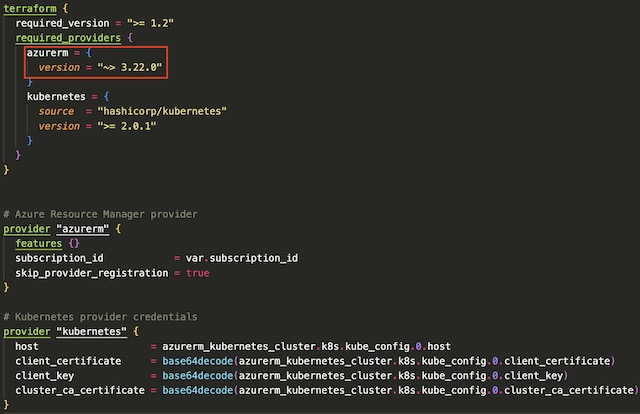 terraform {
  required_version = ">= 1.2"
  required_providers {
    azurerm = {
      version = "~> 3.22.0"
    }
    kubernetes = {
      source  = "hashicorp/kubernetes"
      version = ">= 2.0.1"
    }
  }
}
# Azure Resource Manager provider
provider "azurerm" {
  features {}
  subscription_id            = var.subscription_id
  skip_provider_registration = true
}
# Kubernetes provider credentials
provider "kubernetes" {
  host                   = azurerm_kubernetes_cluster.k8s.kube_config.0.host
  client_certificate     = base64decode(azurerm_kubernetes_cluster.k8s.kube_config.0.client_certificate)
  client_key             = base64decode(azurerm_kubernetes_cluster.k8s.kube_config.0.client_key)
  cluster_ca_certificate = base64decode(azurerm_kubernetes_cluster.k8s.kube_config.0.cluster_ca_certificate)
}